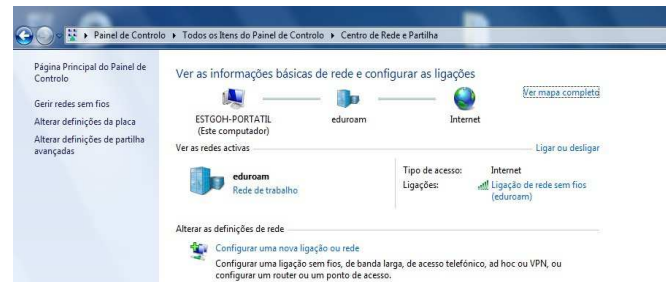 Painel de Controlo ▸ Todos os Itens do Painel de Controlo ▸ Centro de Rede e Partilha
Página Principal do Painel de
Controlo
Gerir redes sem fios
Alterar definições da placa
Alterar definições de partilha
avançadas
Ver as informações básicas de rede e configurar as ligações
Ver mapa completo
ESTGOH-PORTATIL
(Este computador)
eduroam
Internet
Ver as redes activas
Ligar ou desligar
eduroam
Rede de trabalho
Tipo de acesso: Internet
Ligações: Ligação de rede sem fios
(eduroam)
Alterar as definições de rede
Configurar uma nova ligação ou rede
Configurar uma ligação sem fios, de banda larga, de acesso telefónico, ad hoc ou VPN, ou
configurar um router ou um ponto de acesso.